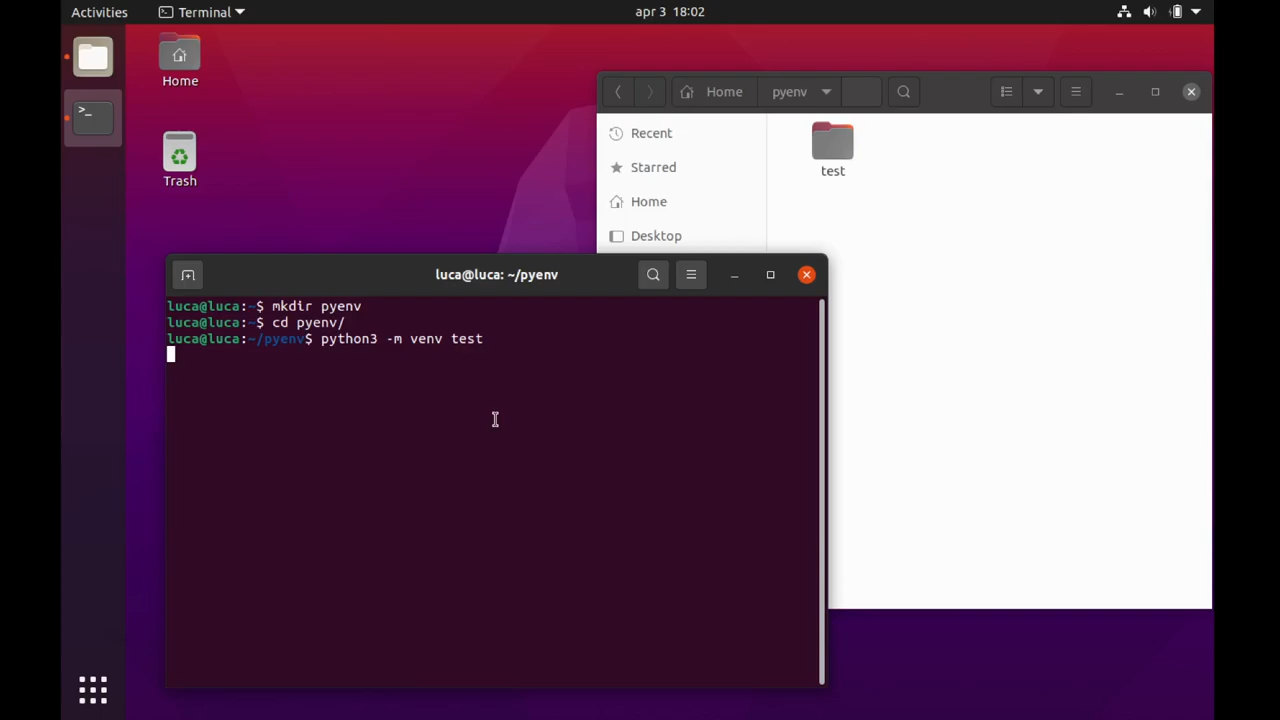 Activities
Terminal
apr 3 18:02
Home
Trash
Home
pyenv
Recent
Starred
Home
Desktop
test
luca@luca: ~/pyenv
luca@luca:~$ mkdir pyenv
luca@luca:~$ cd pyenv/
luca@luca:~/pyenv$ python3 -m venv test